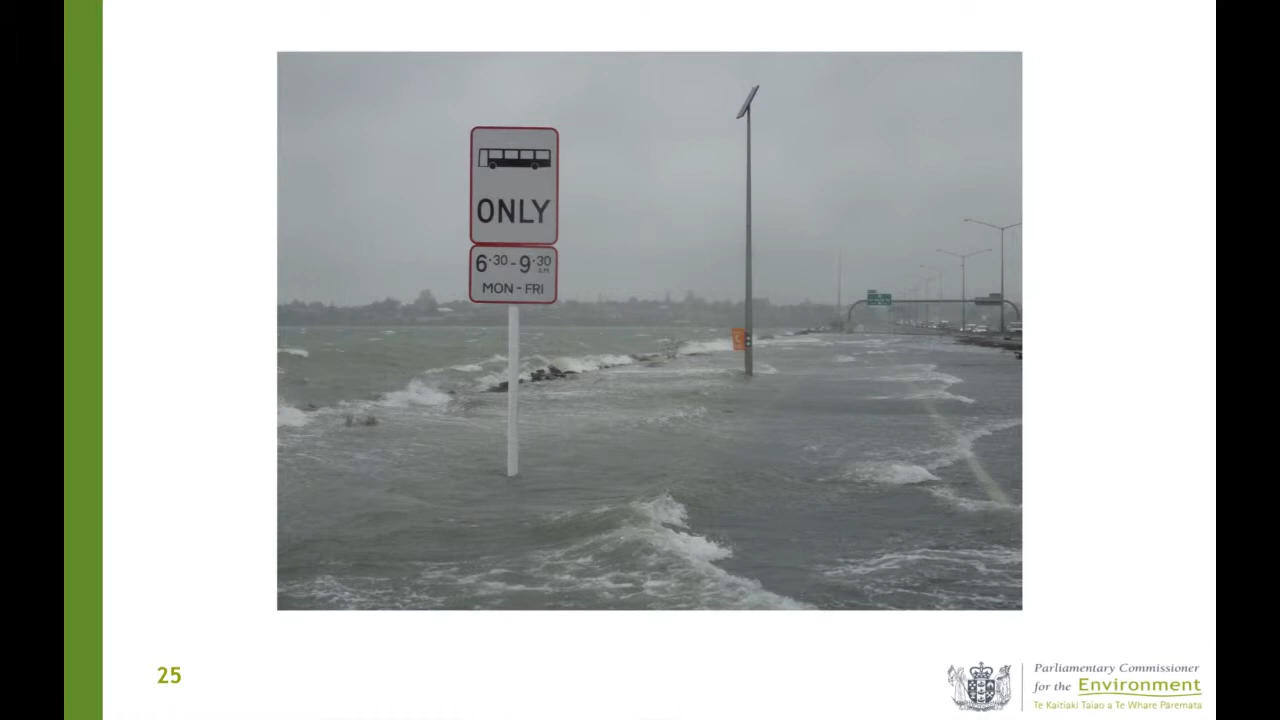 ONLY
6·30-9·30 A.M.
MON-FRI
25
Parliamentary Commissioner
for the Environment
Te Kaitiaki Taiao a Te Whare Pāremata